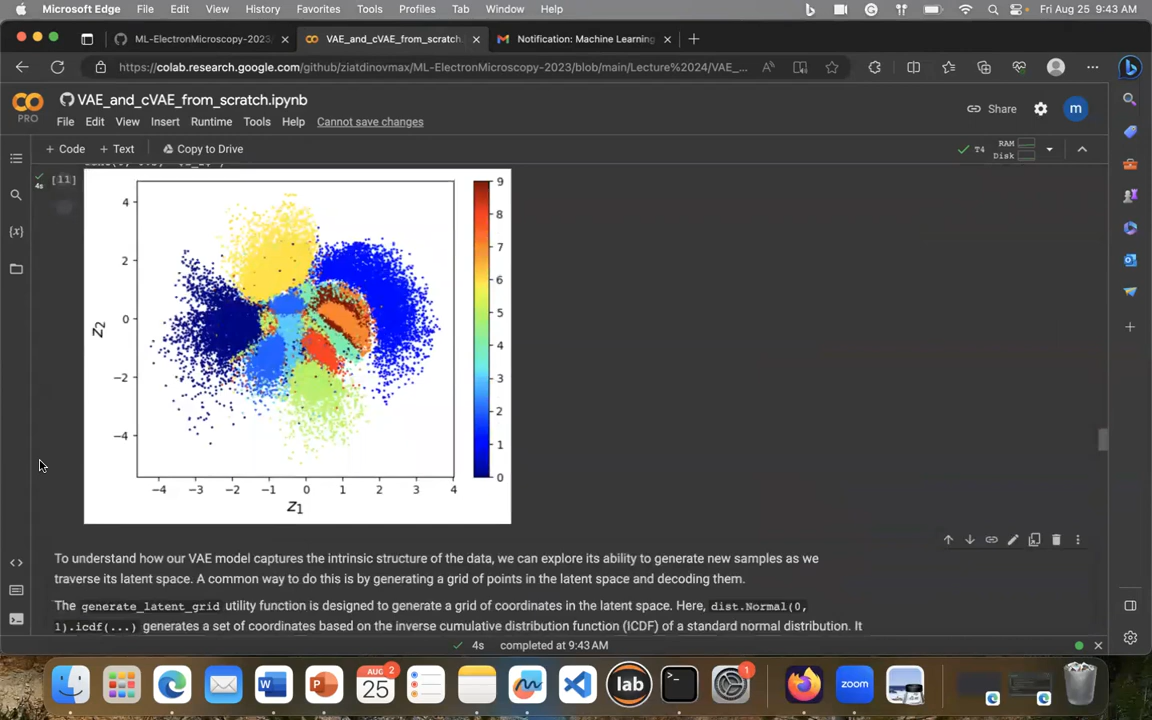 Microsoft Edge File Edit View History Favorites Tools Profiles Tab Window Help Fri Aug 25 9:43 AM
ML-ElectronMicroscopy-2023/ VAE_and_cVAE_from_scratch. Notification: Machine Learning
https://colab.research.google.com/github/ziatdinovmax/ML-ElectronMicroscopy-2023/blob/main/Lecture%2024/VAE_...
VAE_and_cVAE_from_scratch.ipynb
PRO
File Edit View Insert Runtime Tools Help Cannot save changes
Share
m
+ Code + Text Copy to Drive
T4 RAM Disk
[11]
4s
4
2
0
−2
−4
z2
−4 −3 −2 −1 0 1 2 3 4
z1
9
8
7
6
5
4
3
2
1
0
To understand how our VAE model captures the intrinsic structure of the data, we can explore its ability to generate new samples as we
traverse its latent space. A common way to do this is by generating a grid of points in the latent space and decoding them.
The generate_latent_grid utility function is designed to generate a grid of coordinates in the latent space. Here, dist.Normal(0,
1).icdf(...) generates a set of coordinates based on the inverse cumulative distribution function (ICDF) of a standard normal distribution. It
4s completed at 9:43 AM
AUG 2
25
lab
zoom
1